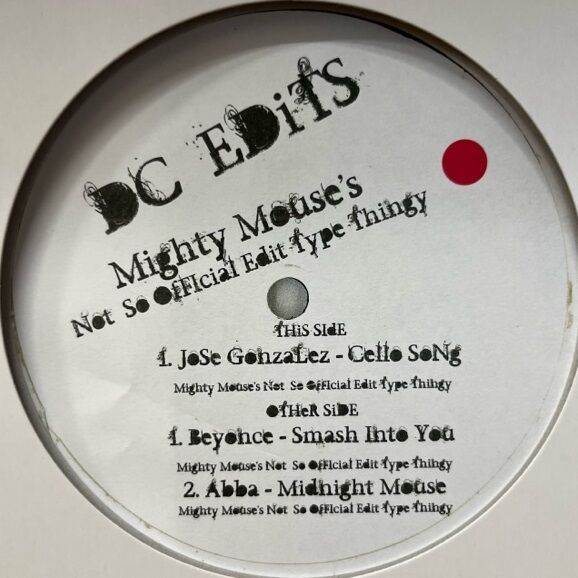 DC EDiTS
Mighty Mouse's
Not So Official Edit Type Thingy
THiS SIdE
1. JoSe GonzaLez - Cello SoNg
Mighty Mouse's Not So Official Edit Type Thingy
OTHeR SiDE
1. Beyonce - Smash Into You
Mighty Mouse's Not So Official Edit Type Thingy
2. Abba - Midnight Mouse
Mighty Mouse's Not So Official Edit Type Thingy